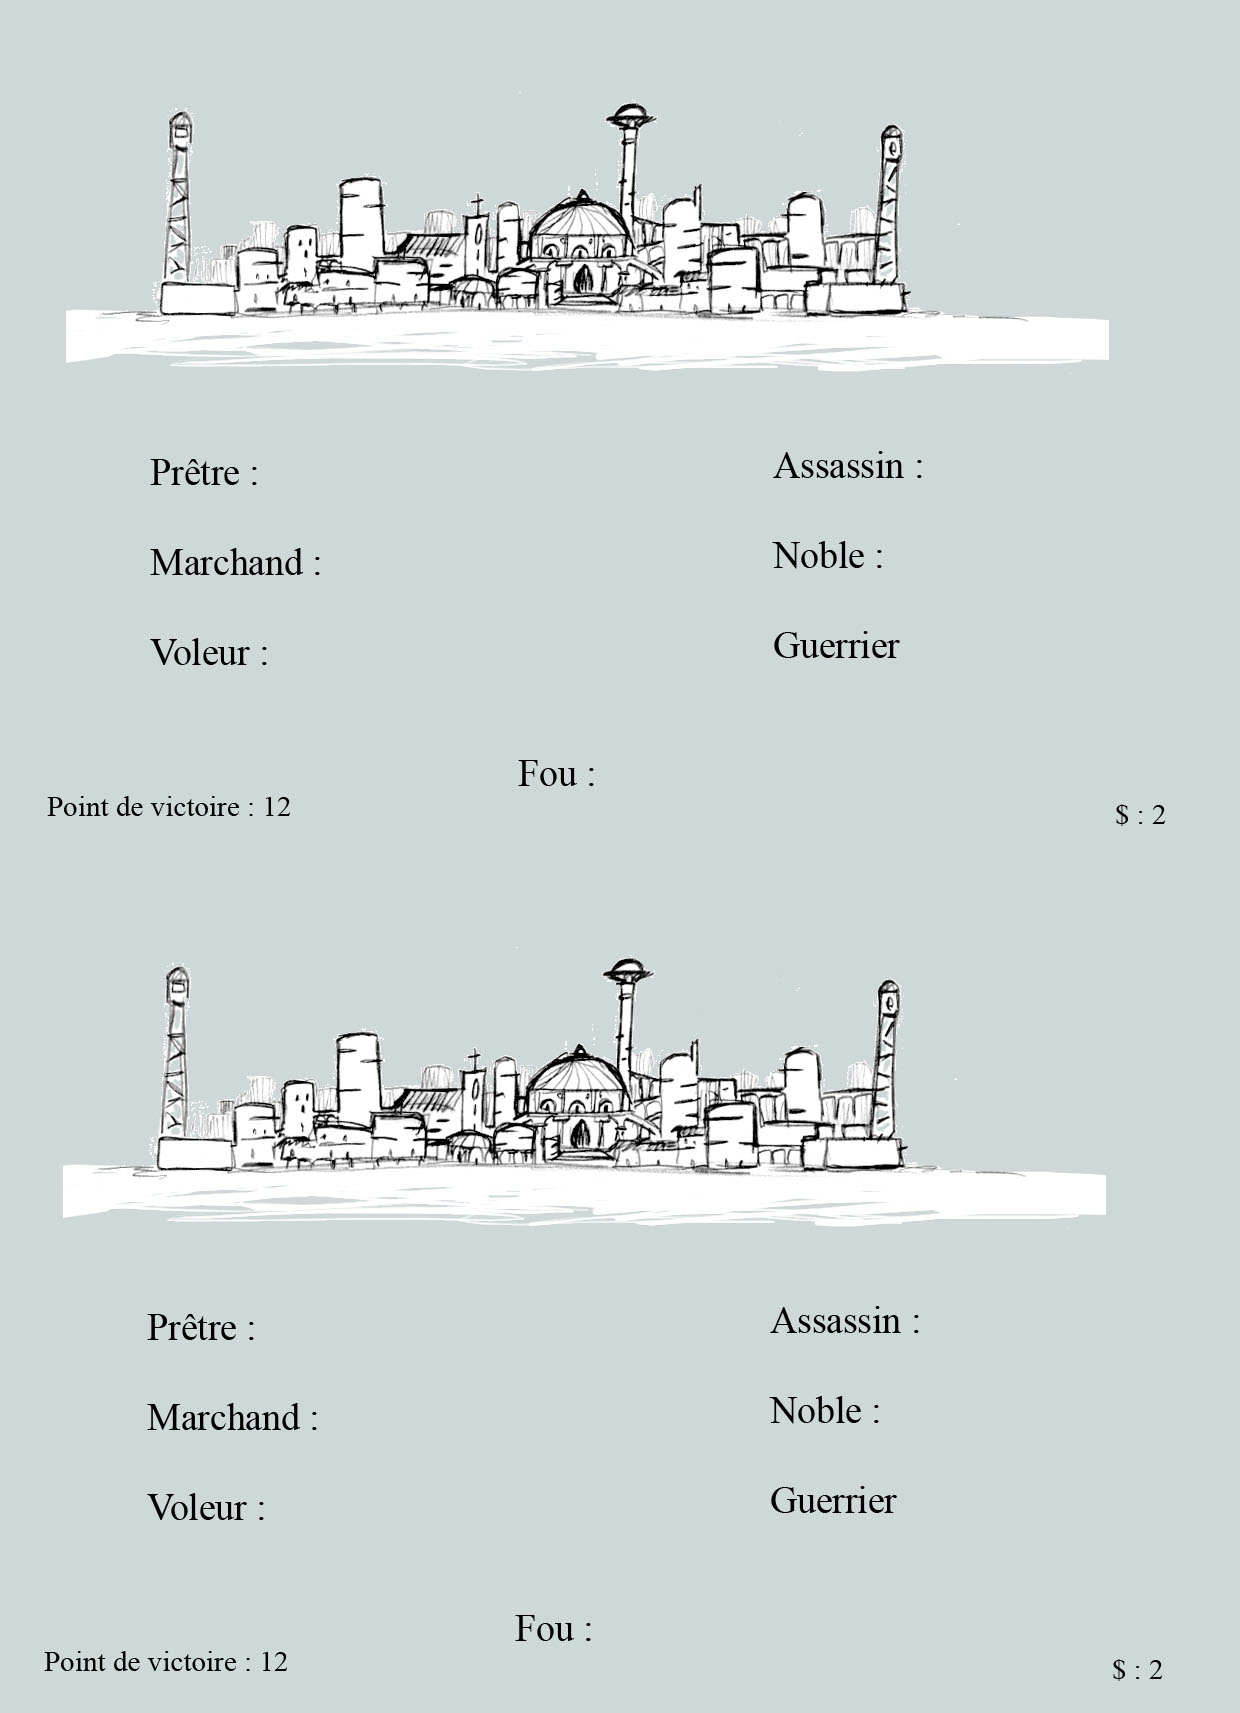 Prêtre :
Assassin :
Marchand :
Noble :
Voleur :
Guerrier
Fou :
Point de victoire : 12
$ : 2
Prêtre :
Assassin :
Marchand :
Noble :
Voleur :
Guerrier
Fou :
Point de victoire : 12
$ : 2